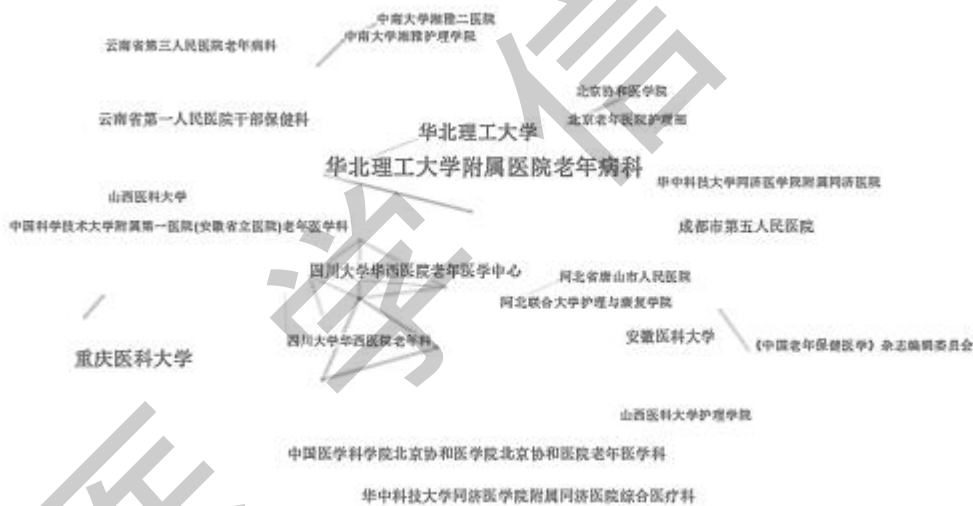 中南大学湘雅二医院
中南大学湘雅护理学院
云南省第三人民医院老年病科
北京协和医学院
云南省第一人民医院干部保健科
北京老年医院护理部
华北理工大学
华北理工大学附属医院老年病科
华中科技大学同济医学院附属同济医院
山西医科大学
中国科学技术大学附属第一医院(安徽省立医院)老年医学科
成都市第五人民医院
四川大学华西医院老年医学中心
河北省唐山市人民医院
河北联合大学护理与康复学院
安徽医科大学
四川大学华西医院老年科
《中国老年保健医学》杂志编辑委员会
重庆医科大学
山西医科大学护理学院
中国医学科学院北京协和医学院北京协和医院老年医学科
华中科技大学同济医学院附属同济医院综合医疗科